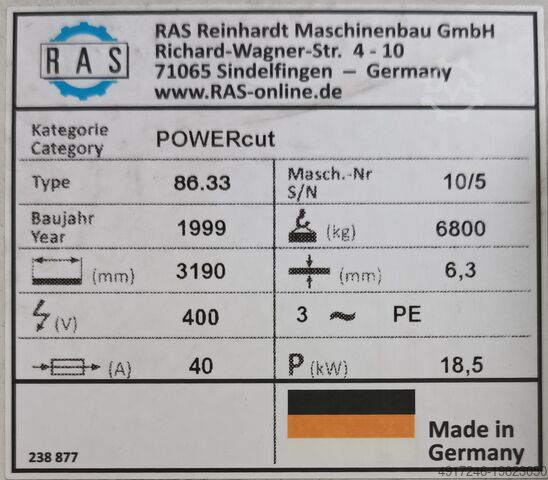 RAS
RAS Reinhardt Maschinenbau GmbH
Richard-Wagner-Str. 4 - 10
71065 Sindelfingen — Germany
www.RAS-online.de
Kategorie
Category
POWERcut
Type 86.33
Masch.-Nr
S/N
10/5
Baujahr
Year
1999
(kg) 6800
(mm) 3190
(mm) 6,3
(V) 400
3 ~ PE
(A) 40
P (kW) 18,5
238 877
Made in
Germany